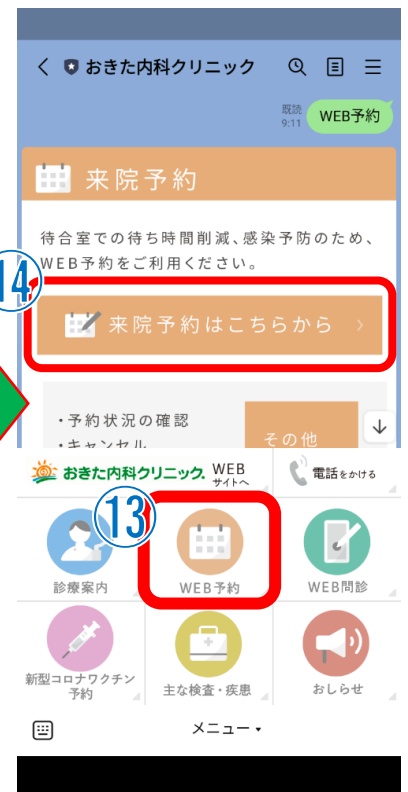 おきた内科クリニック
既読
9:11
WEB予約
来院予約
待合室での待ち時間削減、感染予防のため、
WEB予約をご利用ください。
⑭
来院予約はこちらから
・予約状況の確認
・キャンセル
その他
おきた内科クリニック. WEB
サイトへ
電話をかける
⑬
診療案内
WEB予約
WEB問診
新型コロナワクチン
予約
主な検査・疾患
おしらせ
メニュー